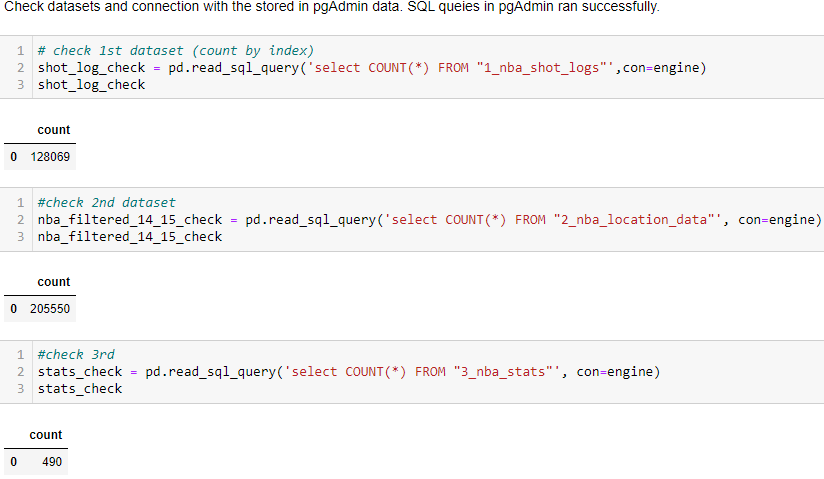 Check datasets and connection with the stored in pgAdmin data. SQL queies in pgAdmin ran successfully.
1 # check 1st dataset (count by index)
2 shot_log_check = pd.read_sql_query('select COUNT(*) FROM "1_nba_shot_logs"',con=engine)
3 shot_log_check
count
0 128069
1 #check 2nd dataset
2 nba_filtered_14_15_check = pd.read_sql_query('select COUNT(*) FROM "2_nba_location_data"', con=engine)
3 nba_filtered_14_15_check
count
0 205550
1 #check 3rd
2 stats_check = pd.read_sql_query('select COUNT(*) FROM "3_nba_stats"', con=engine)
3 stats_check
count
0 490